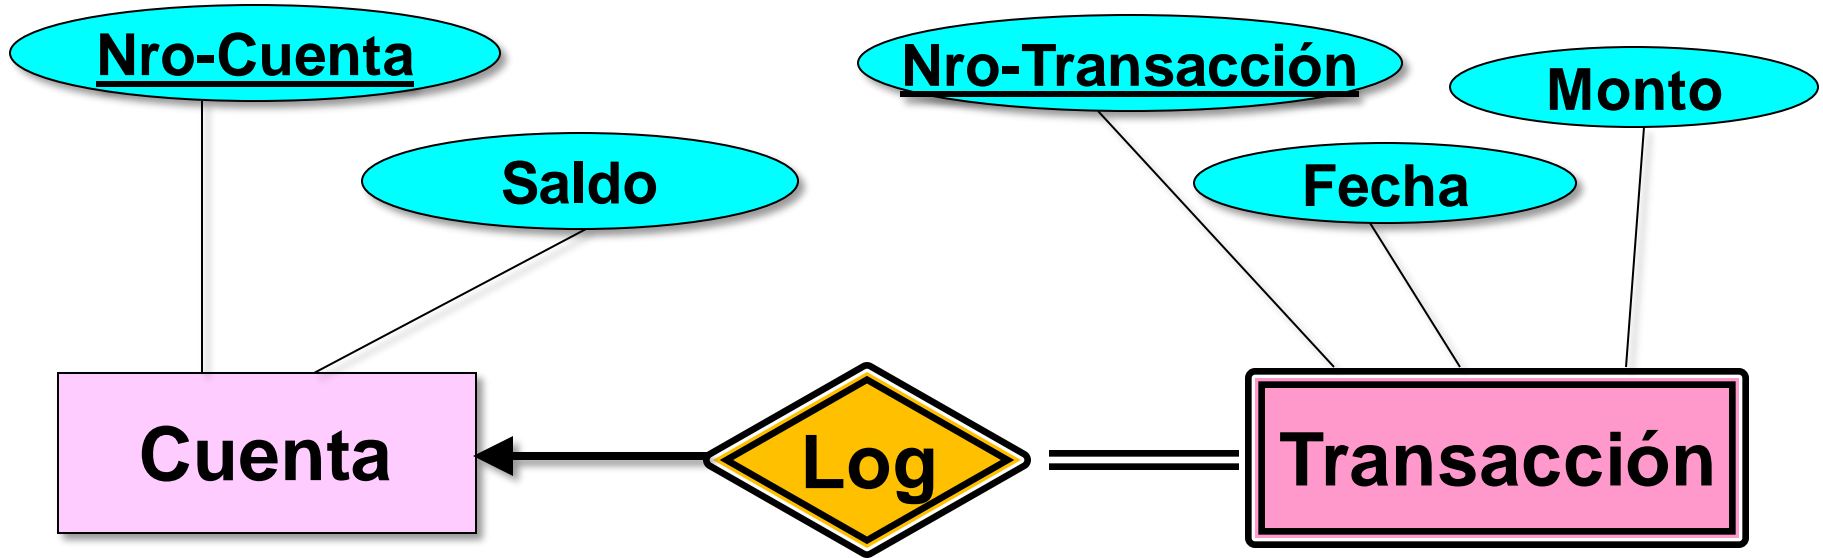 Nro-Cuenta
Nro-Transacción
Monto
Saldo
Fecha
Cuenta
Log
Transacción